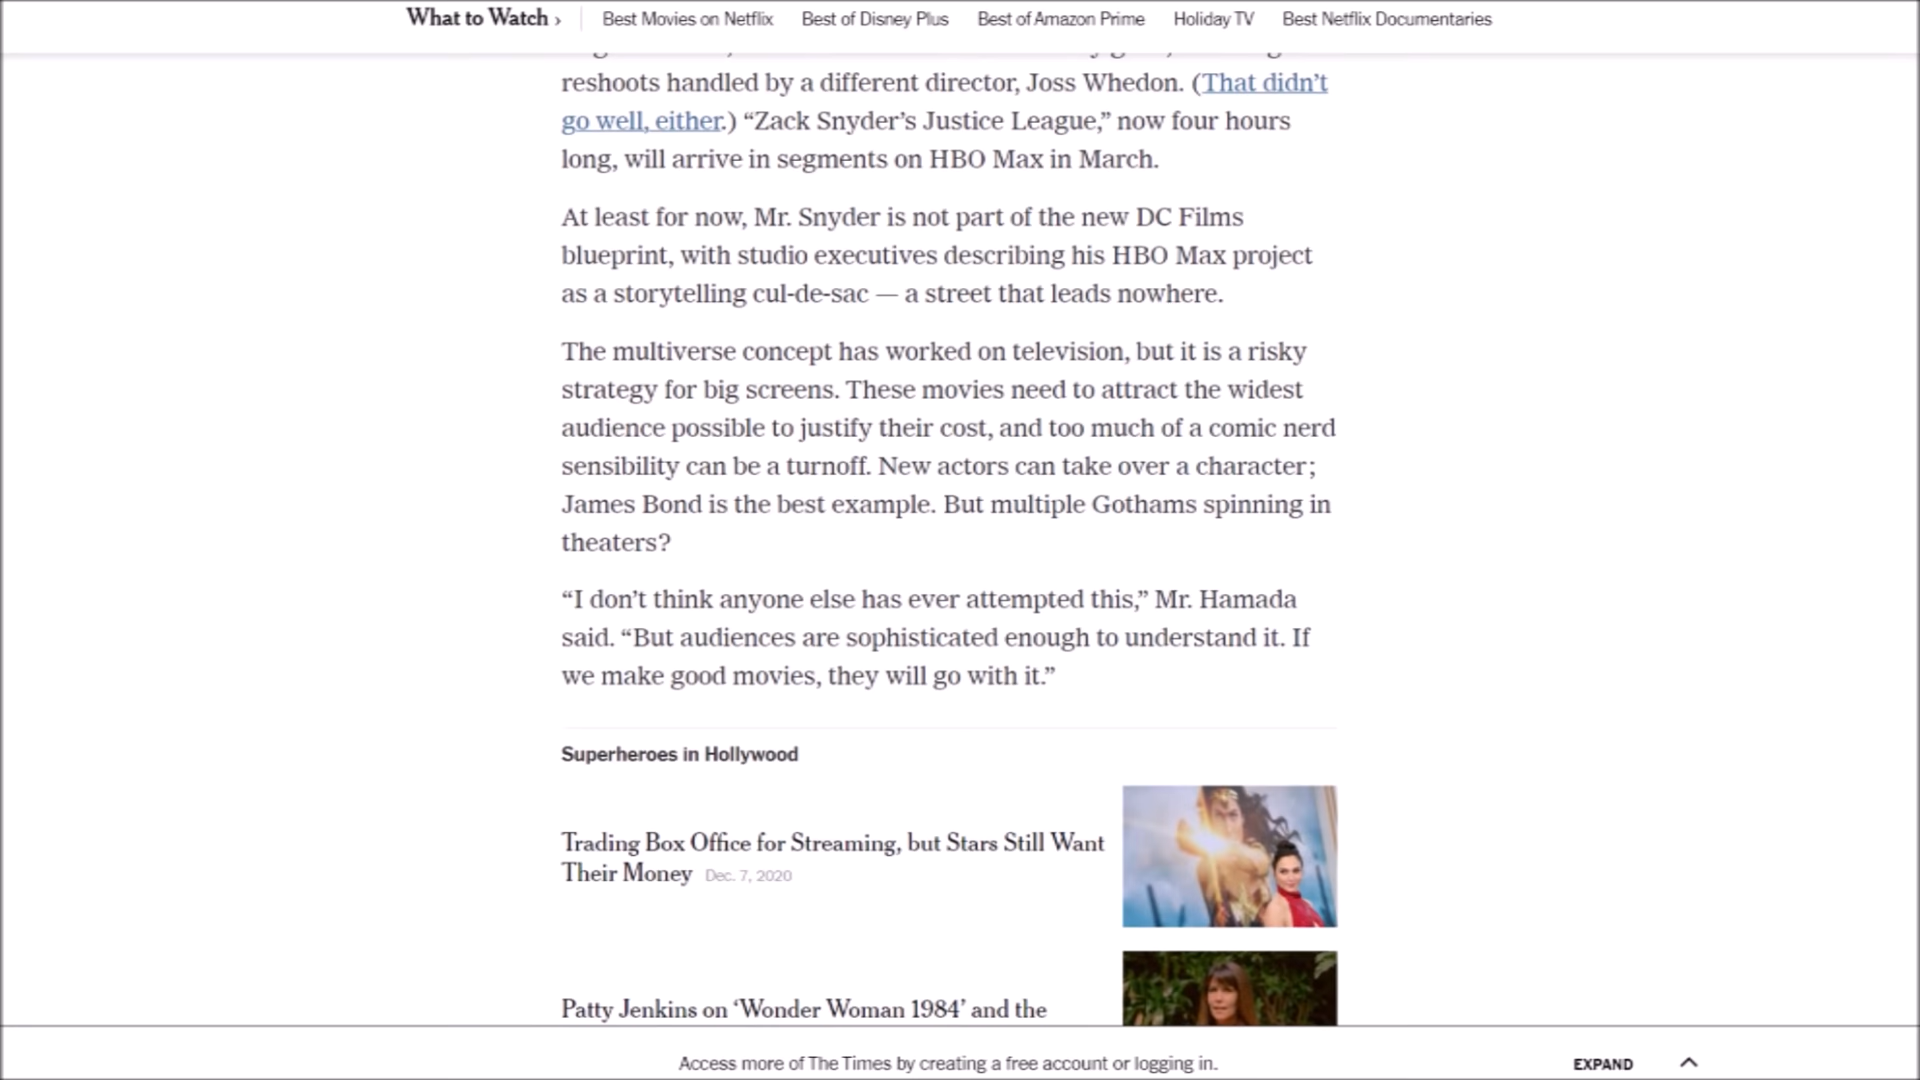 What to Watch ›
Best Movies on Netflix
Best of Disney Plus
Best of Amazon Prime
Holiday TV
Best Netflix Documentaries
reshoots handled by a different director, Joss Whedon. (That didn’t
go well, either.) “Zack Snyder’s Justice League,” now four hours
long, will arrive in segments on HBO Max in March.
At least for now, Mr. Snyder is not part of the new DC Films
blueprint, with studio executives describing his HBO Max project
as a storytelling cul-de-sac — a street that leads nowhere.
The multiverse concept has worked on television, but it is a risky
strategy for big screens. These movies need to attract the widest
audience possible to justify their cost, and too much of a comic nerd
sensibility can be a turnoff. New actors can take over a character;
James Bond is the best example. But multiple Gothams spinning in
theaters?
“I don’t think anyone else has ever attempted this,” Mr. Hamada
said. “But audiences are sophisticated enough to understand it. If
we make good movies, they will go with it.”
Superheroes in Hollywood
Trading Box Office for Streaming, but Stars Still Want
Their Money Dec. 7, 2020
Patty Jenkins on ‘Wonder Woman 1984’ and the
Access more of The Times by creating a free account or logging in.
EXPAND